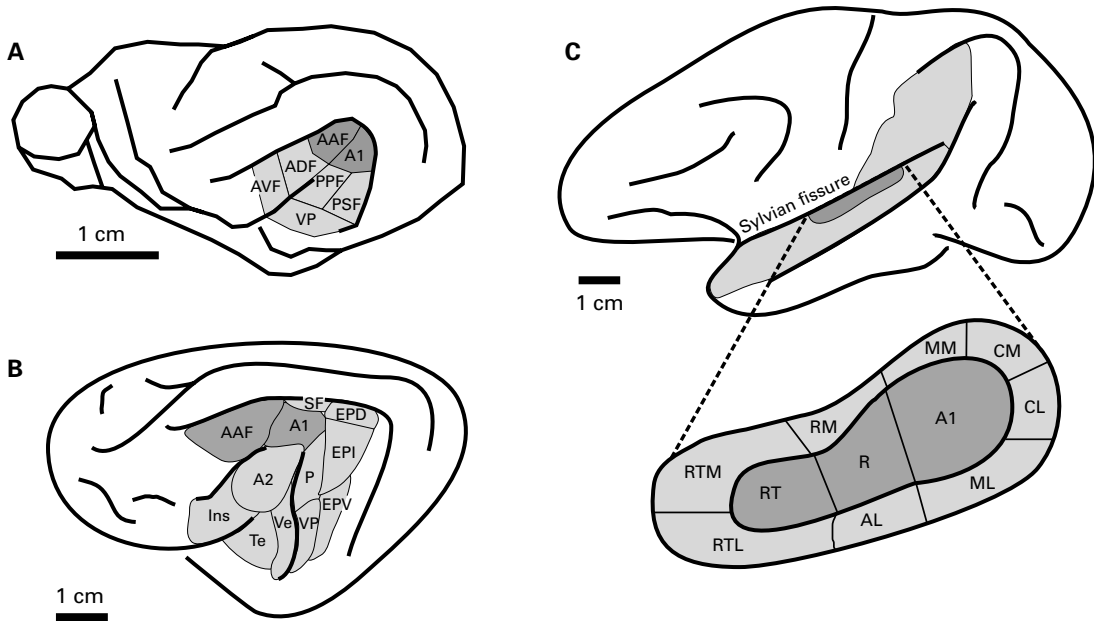 A
AAF
A1
ADF
PPF
AVF
PSF
VP
1 cm
B
SF
EPD
A1
AAF
EPI
A2
P
EPV
Ins
Ve
VP
Te
1 cm
C
Sylvian fissure
1 cm
MM
CM
CL
A1
RM
R
RTM
RT
ML
AL
RTL